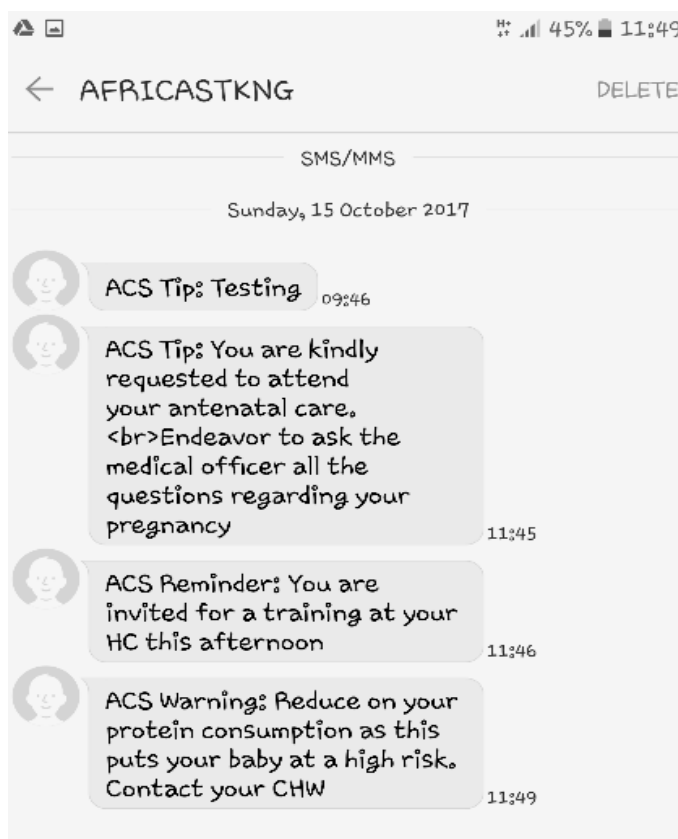 45% 11:49
AFRICASTKNG DELETE
SMS/MMS
Sunday, 15 October 2017
ACS Tip: Testing
09:46
ACS Tip: You are kindly
requested to attend
your antenatal care.
<br>Endeavor to ask the
medical officer all the
questions regarding your
pregnancy
11:45
ACS Reminder: You are
invited for a training at your
HC this afternoon
11:46
ACS Warning: Reduce on your
protein consumption as this
puts your baby at a high risk.
Contact your CHW
11:49